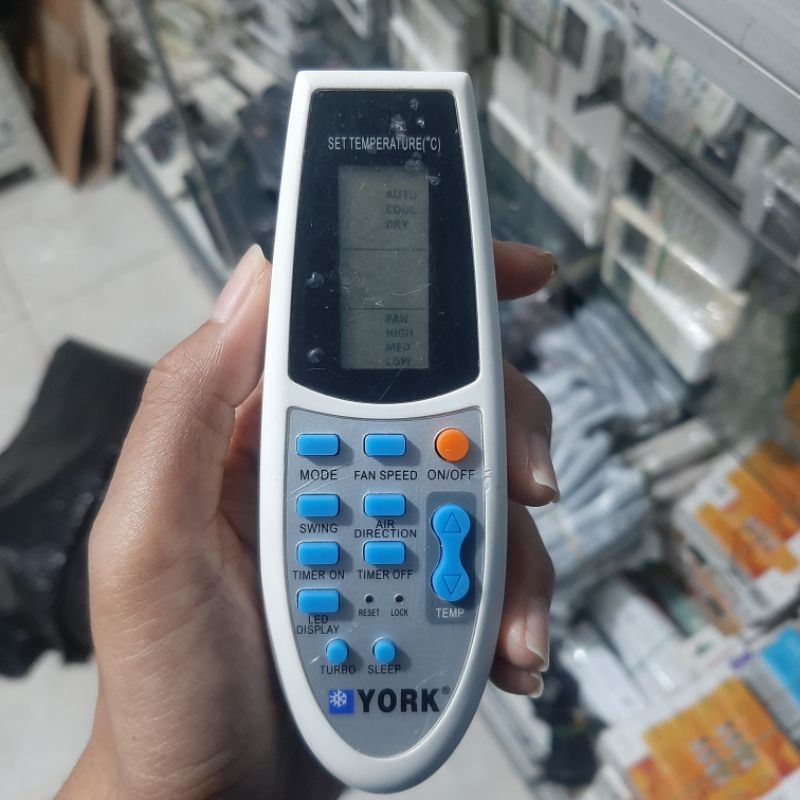 SET TEMPERATURE(°C)
AUTO
COOL
DRY
FAN
HIGH
MED
LOW
MODE
FAN SPEED
ON/OFF
SWING
AIR
DIRECTION
TIMER ON
TIMER OFF
TEMP
LED
DISPLAY
RESET
LOCK
TURBO
SLEEP
YORK®